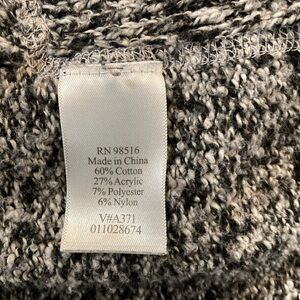 RN 98516
Made in China
60% Cotton
27% Acrylic
7% Polyester
6% Nylon
V#A371
011028674